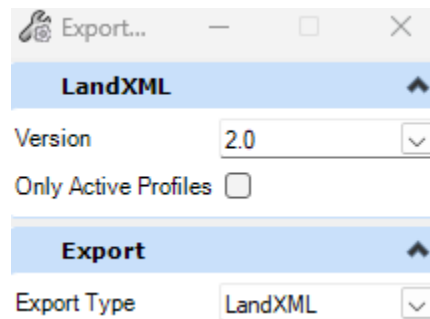 Export...
LandXML
Version 2.0
Only Active Profiles
Export
Export Type LandXML